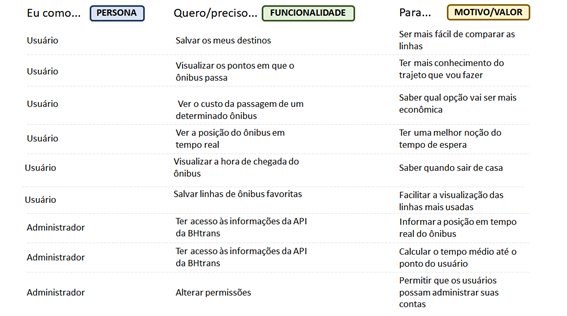 Eu como... PERSONA Quero/preciso... FUNCIONALIDADE Para... MOTIVO/VALOR
Usuário
Salvar os meus destinos
Ser mais fácil de comparar as
linhas
Usuário
Visualizar os pontos em que o
ônibus passa
Ter mais conhecimento do
trajeto que vou fazer
Usuário
Ver o custo da passagem de um
determinado ônibus
Saber qual opção vai ser mais
econômica
Usuário
Ver a posição do ônibus em
tempo real
Ter uma melhor noção do
tempo de espera
Usuário
Visualizar a hora de chegada do
ônibus
Saber quando sair de casa
Usuário
Salvar linhas de ônibus favoritas
Facilitar a visualização das
linhas mais usadas
Administrador
Ter acesso às informações da API
da BHtrans
Informar a posição em tempo
real do ônibus
Administrador
Ter acesso às informações da API
da BHtrans
Calcular o tempo médio até o
ponto do usuário
Administrador
Alterar permissões
Permitir que os usuários
possam administrar suas
contas